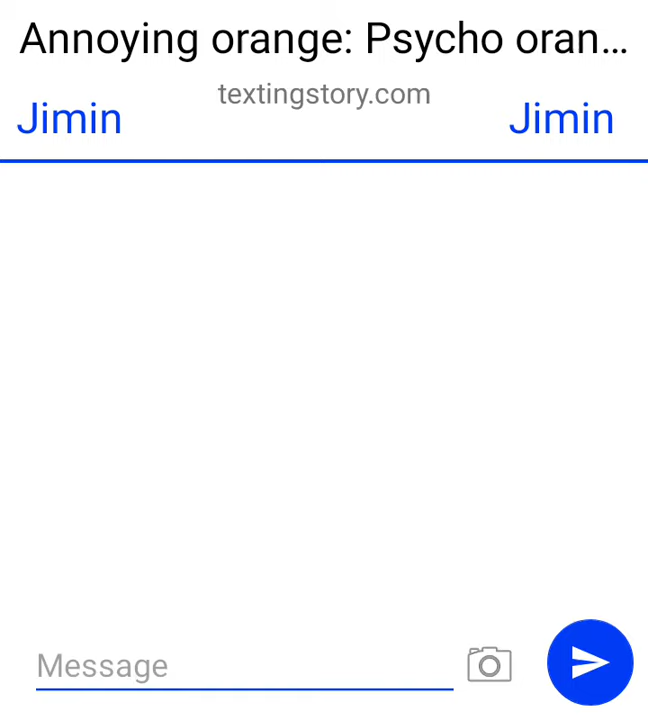 Annoying orange: Psycho oran...
textingstory.com
Jimin Jimin
Message